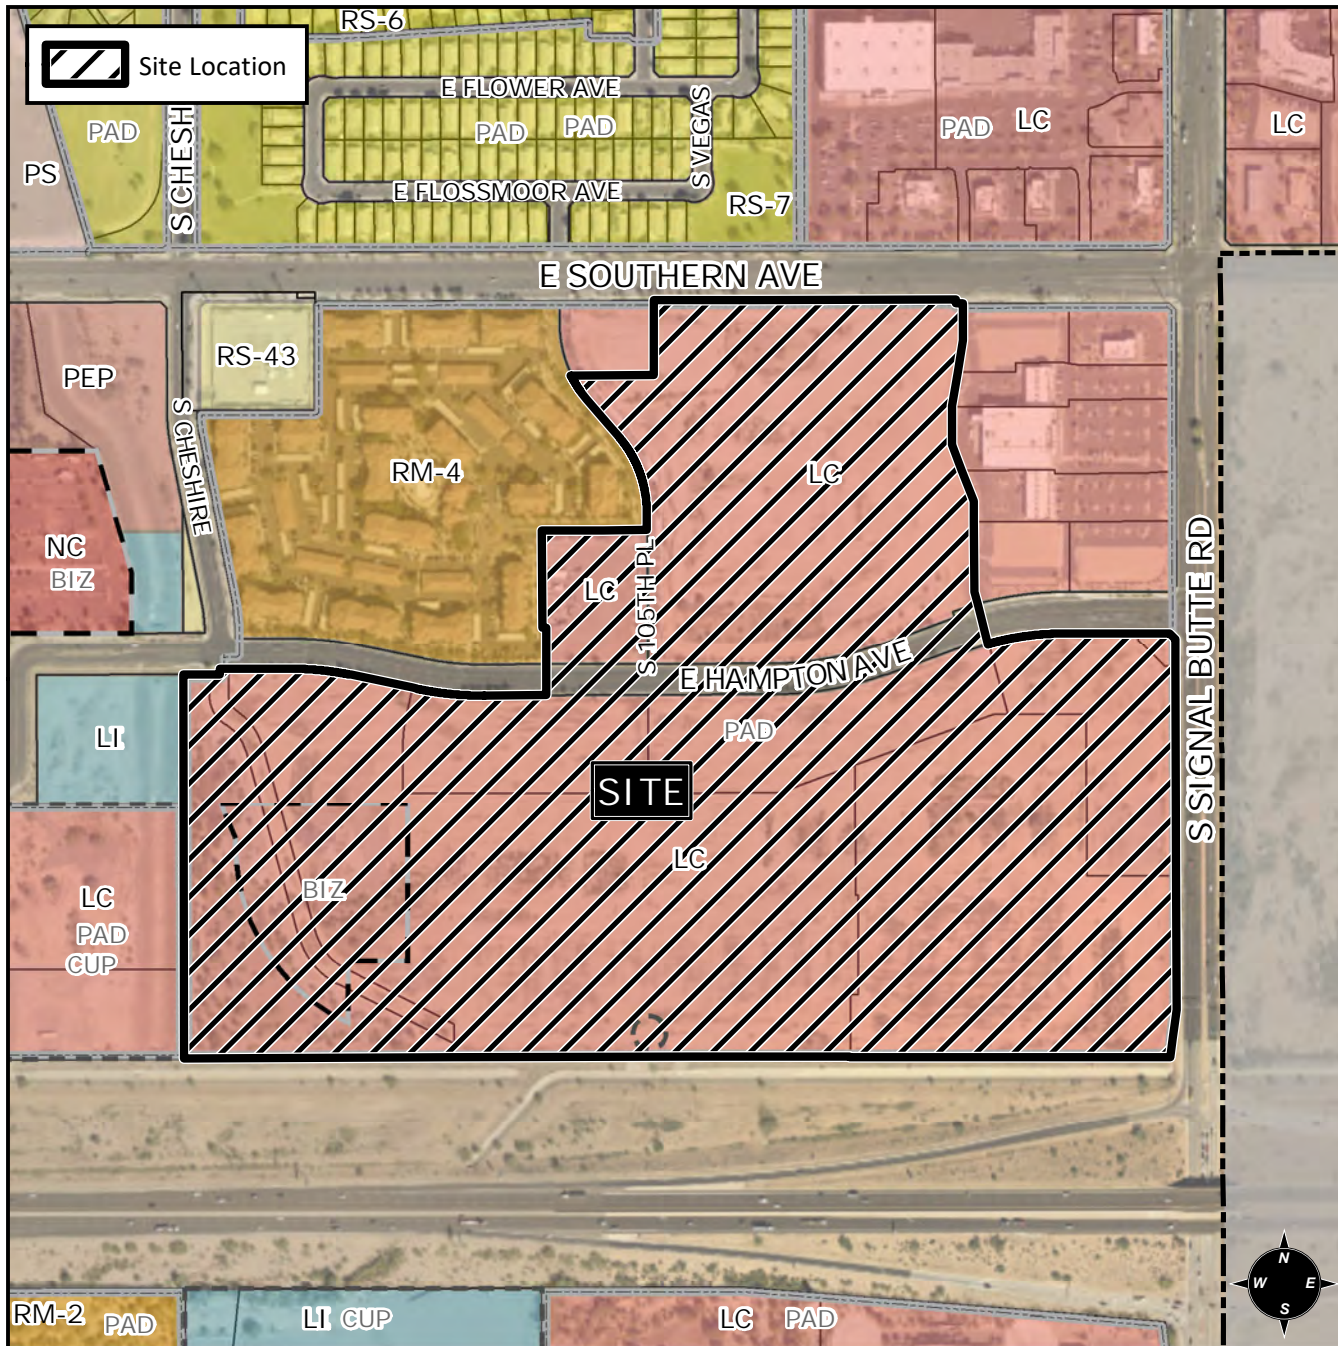 RS-6
Site Location
E FLOWER AVE
S CHESH
PAD
PAD
PAD
S VEGAS
PAD
LC
LC
PS
E FLOSSMOOR AVE
RS-7
E SOUTHERN AVE
RS-43
PEP
S CHESHIRE
RM-4
LC
NC
BIZ
LC
S 105TH PL
E HAMPTON AVE
S SIGNAL BUTTE RD
LI
PAD
SITE
LC
BIZ
LC
PAD
CUP
N
W
E
S
RM-2
PAD
LI
CUP
LC
PAD